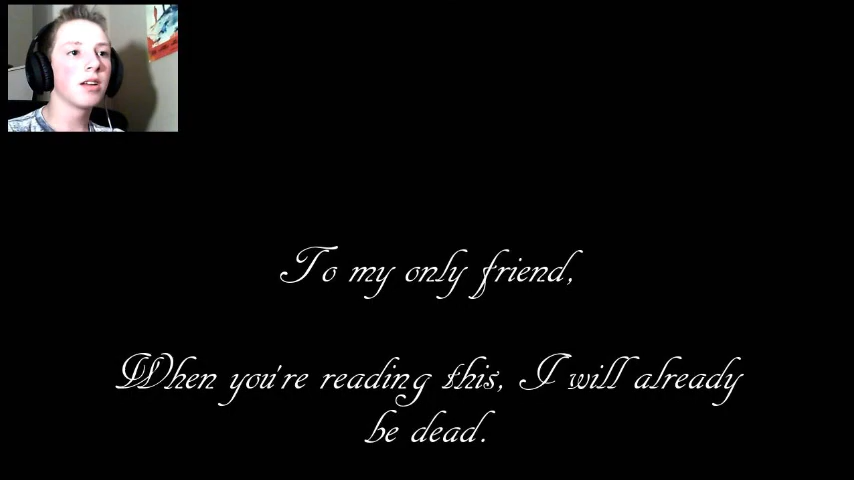 To my only friend,
When you're reading this, I will already
be dead.